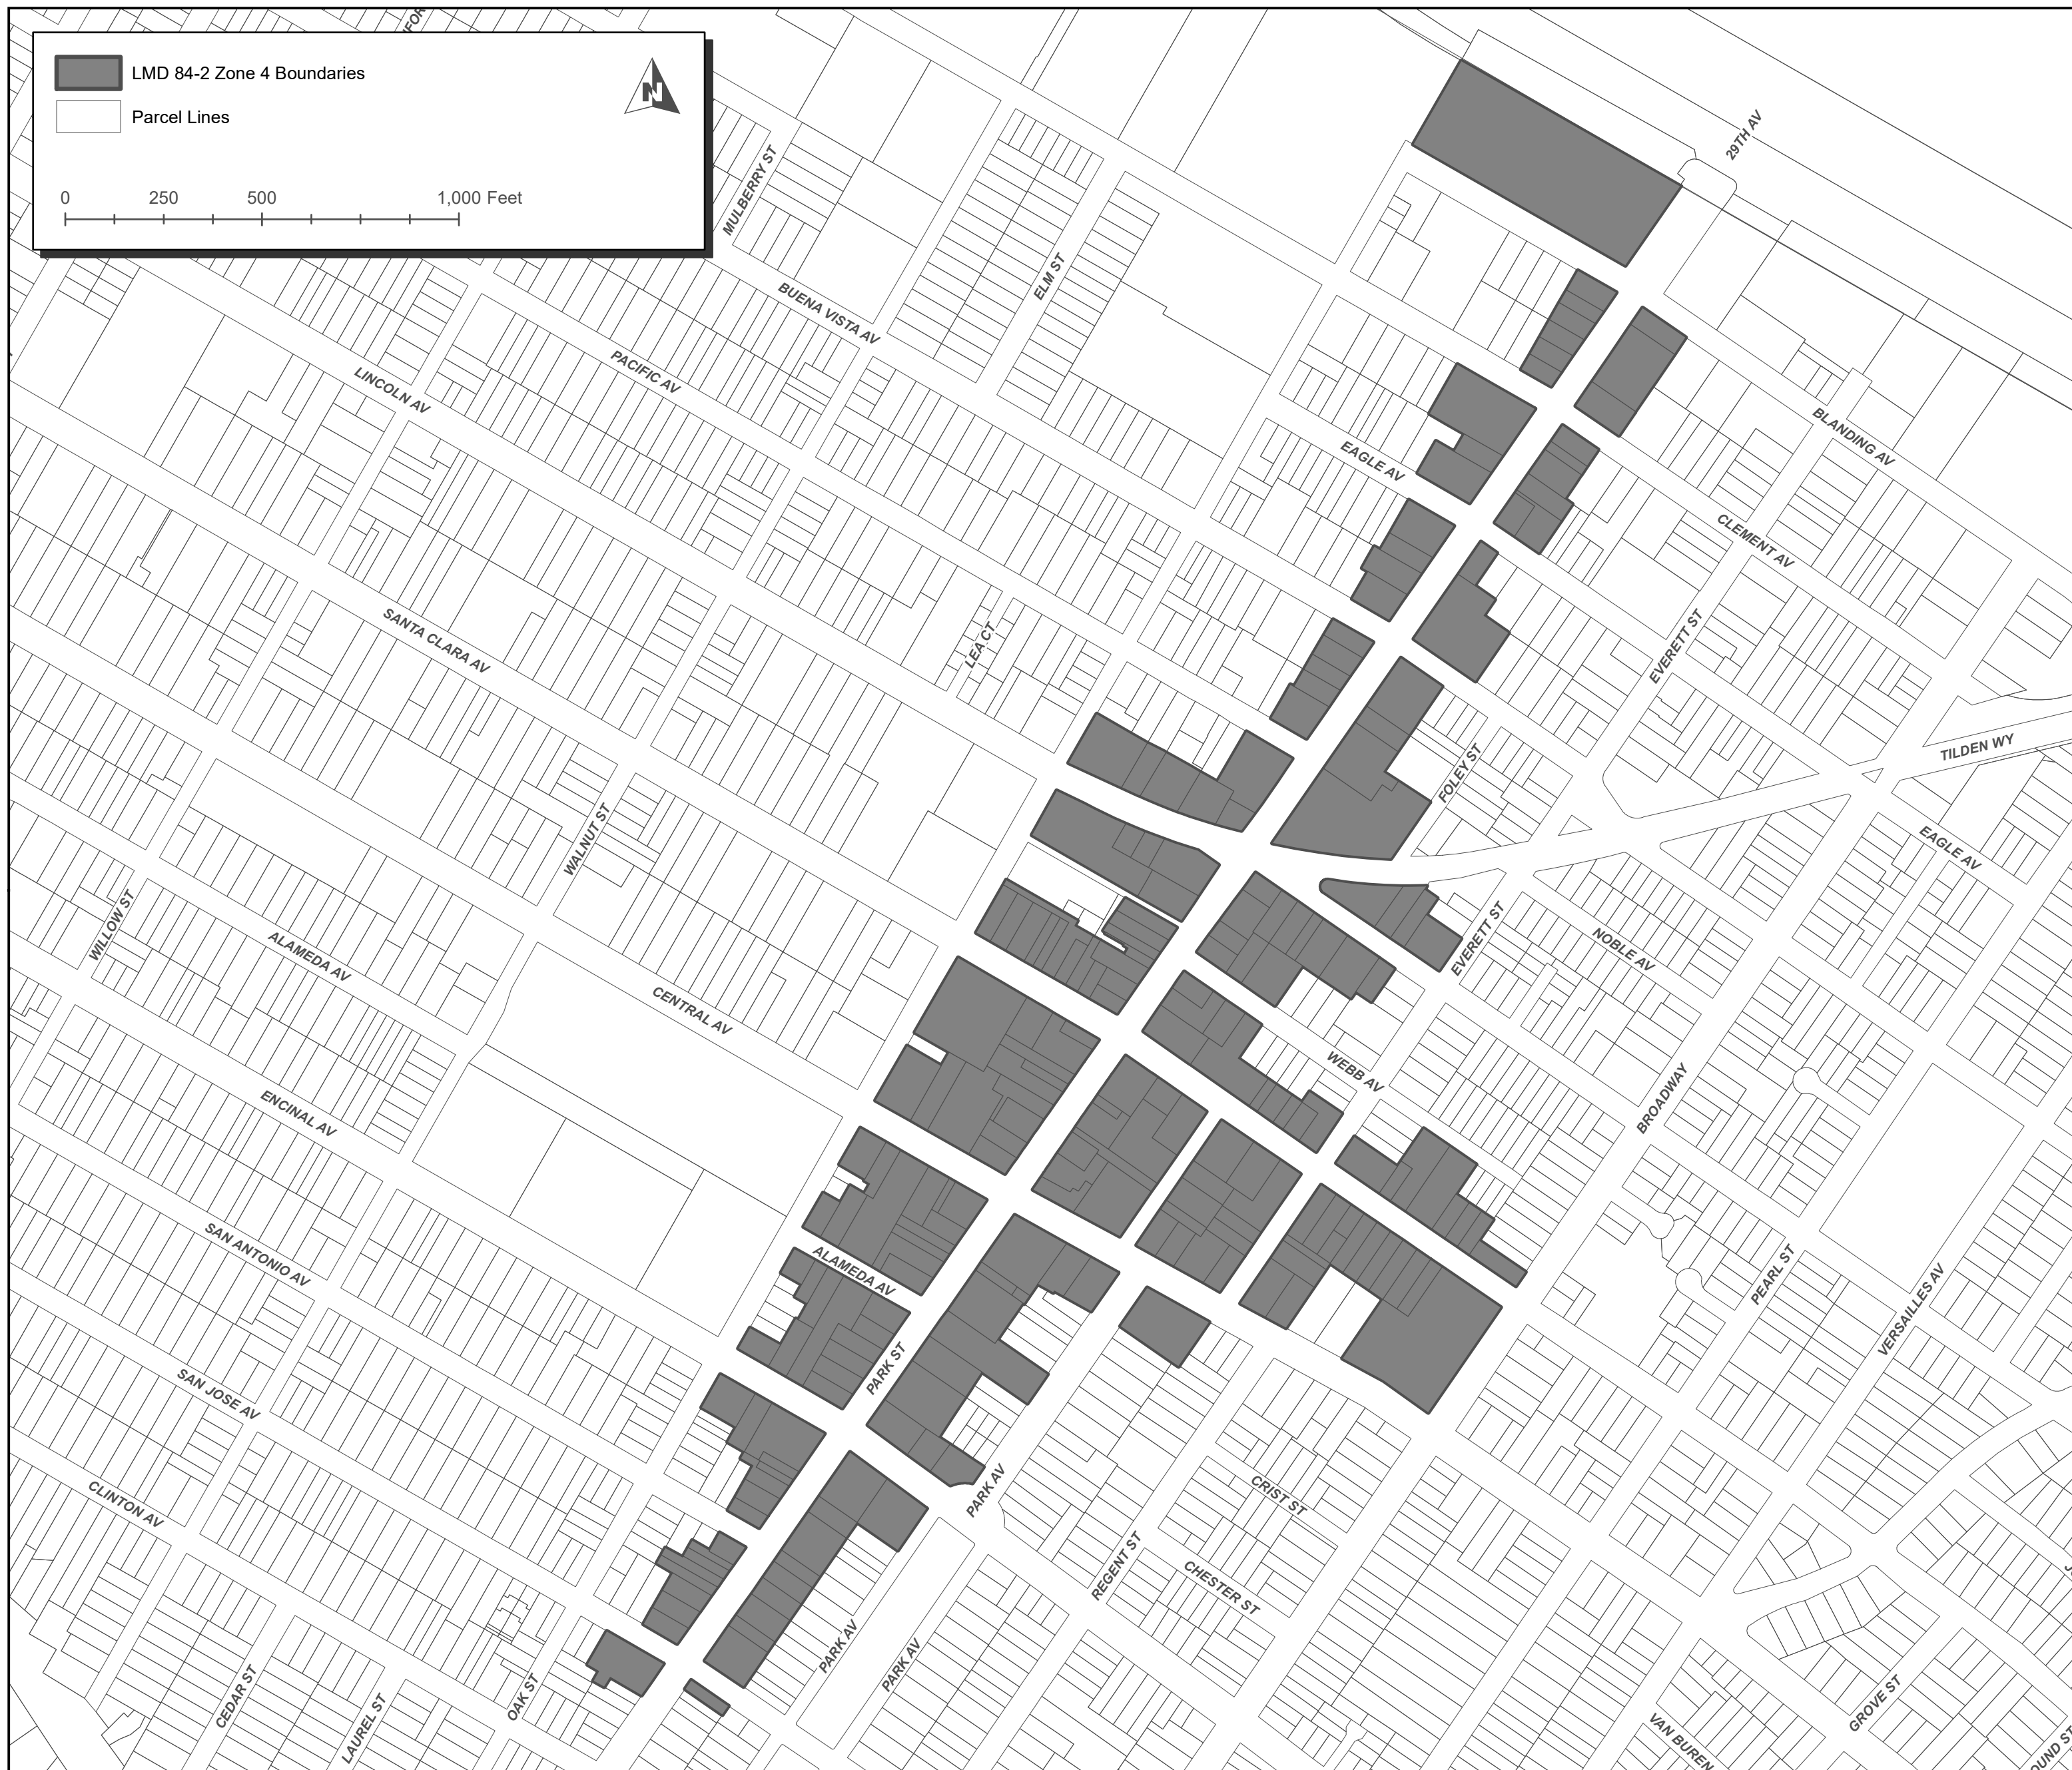 LMD 84-2 Zone 4 Boundaries
Parcel Lines
N
0 250 500 1,000 Feet
29TH AV
MULBERRY ST
ELM ST
BUENA VISTA AV
PACIFIC AV
LINCOLN AV
EAGLE AV
BLANDING AV
CLEMENT AV
SANTA CLARA AV
LEA CT
EVERETT ST
TILDEN WY
FOLEY ST
WALNUT ST
EAGLE AV
WILLOW ST
ALAMEDA AV
EVERETT ST
NOBLE AV
CENTRAL AV
WEBB AV
BROADWAY
ENCINAL AV
SAN ANTONIO AV
ALAMEDA AV
PEARL ST
VERSAILLES AV
PARK ST
SAN JOSE AV
CLINTON AV
PARK AV
CRIST ST
REGENT ST
CHESTER ST
PARK AV
PARK AV
CEDAR ST
LAUREL ST
OAK ST
GROVE ST
VAN BUREN